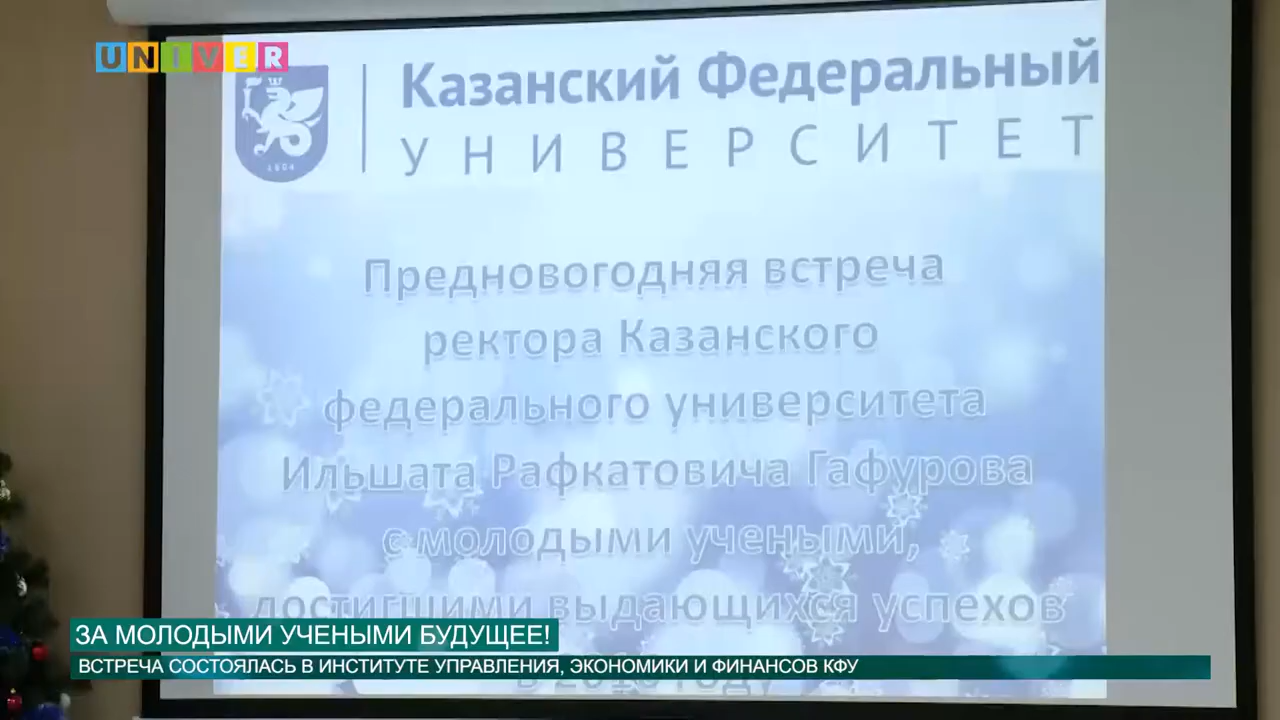 UNIVER
Казанский Федеральный
УНИВЕРСИТЕТ
1804
Предновогодняя встреча
ректора Казанского
федерального университета
Ильшата Рафкатовича Гафурова
с молодыми учеными,
достигшими выдающихся успехов
ЗА МОЛОДЫМИ УЧЕНЫМИ БУДУЩЕЕ!
ВСТРЕЧА СОСТОЯЛАСЬ В ИНСТИТУТЕ УПРАВЛЕНИЯ, ЭКОНОМИКИ И ФИНАНСОВ КФУ